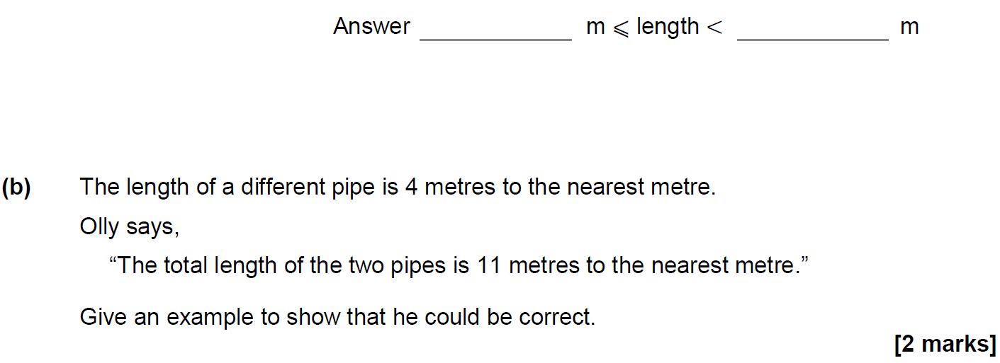 Answer ____________ m ⩽ length < ____________ m
(b) The length of a different pipe is 4 metres to the nearest metre.
Olly says,
“The total length of the two pipes is 11 metres to the nearest metre.”
Give an example to show that he could be correct.
[2 marks]